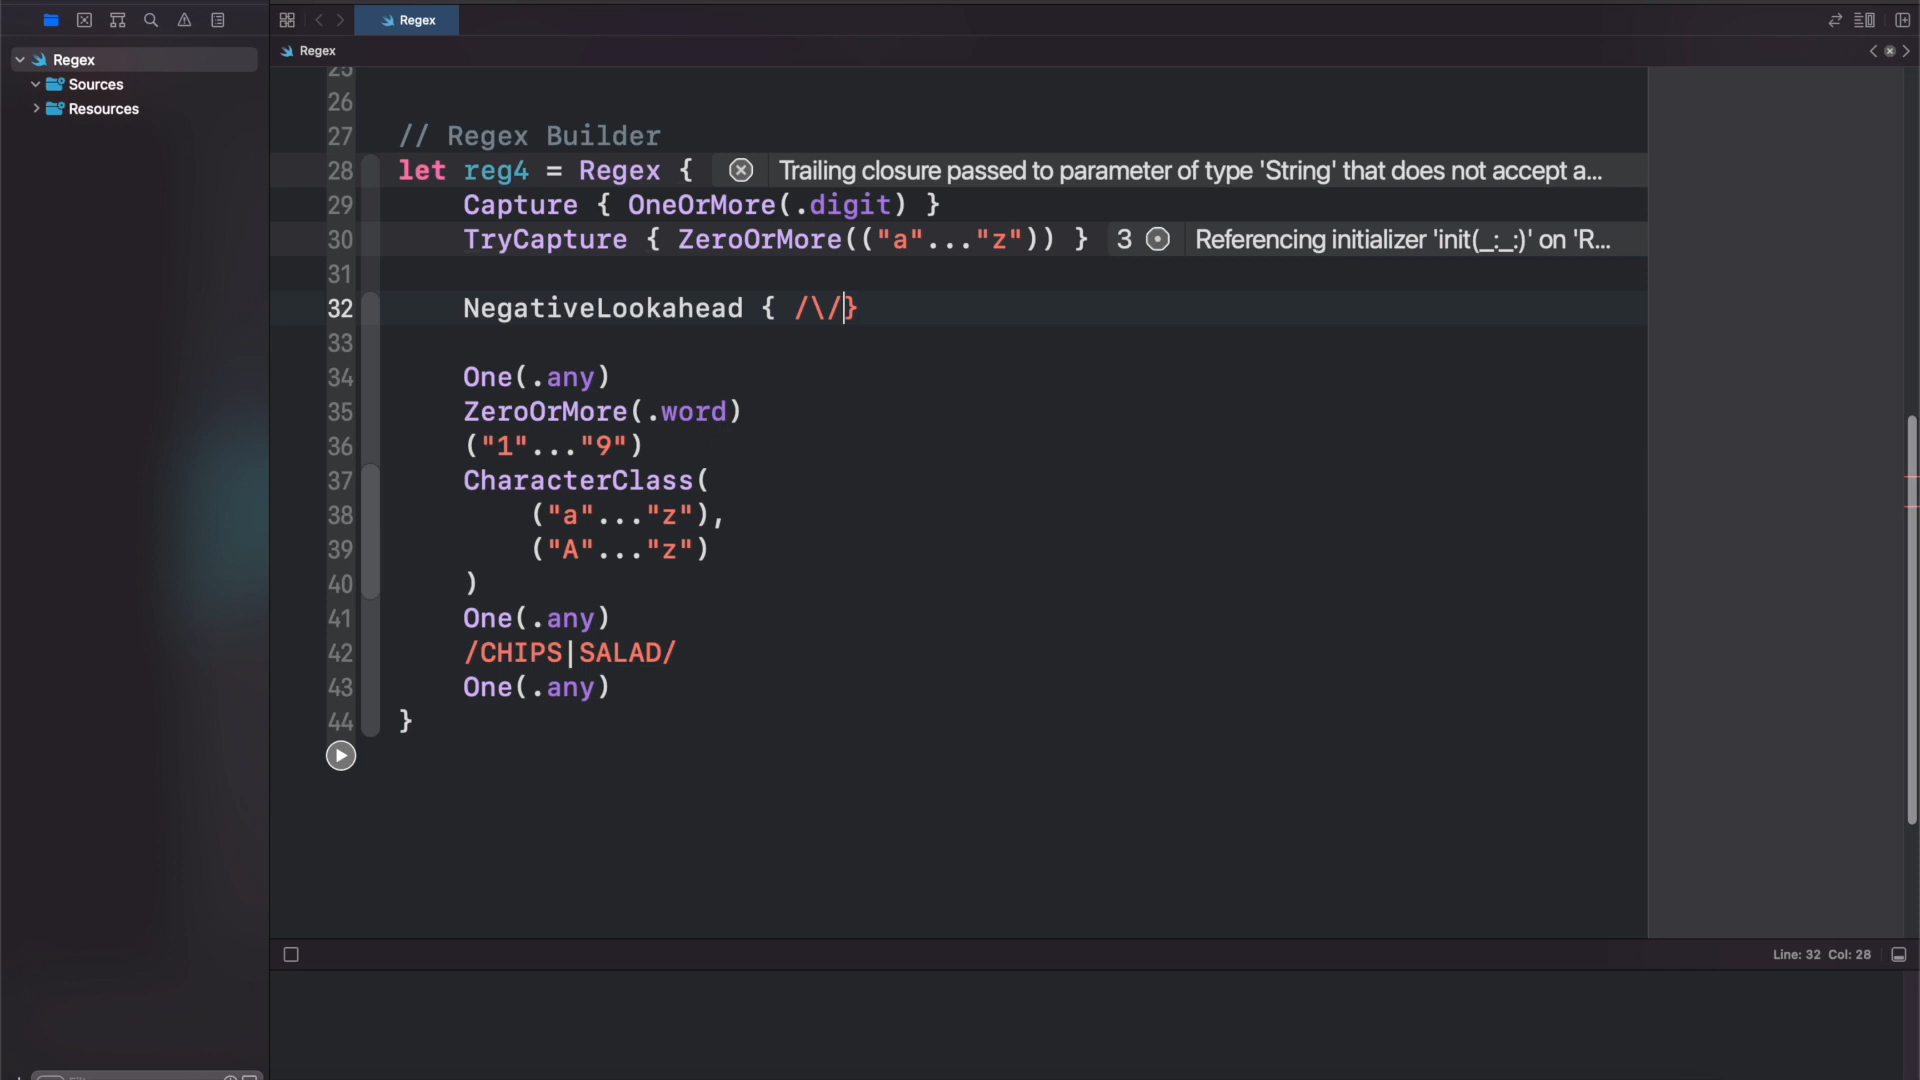 Regex
Regex
Regex
Sources
Resources
25
26
27 // Regex Builder
28 let reg4 = Regex { Trailing closure passed to parameter of type 'String' that does not accept a...
29 Capture { OneOrMore(.digit) }
30 TryCapture { ZeroOrMore(("a"..."z")) } 3 Referencing initializer 'init(_:_:)' on 'R...
31
32 NegativeLookahead { /\/}
33
34 One(.any)
35 ZeroOrMore(.word)
36 ("1"..."9")
37 CharacterClass(
38 ("a"..."z"),
39 ("A"..."z")
40 )
41 One(.any)
42 /CHIPS|SALAD/
43 One(.any)
44 }
Line: 32 Col: 28